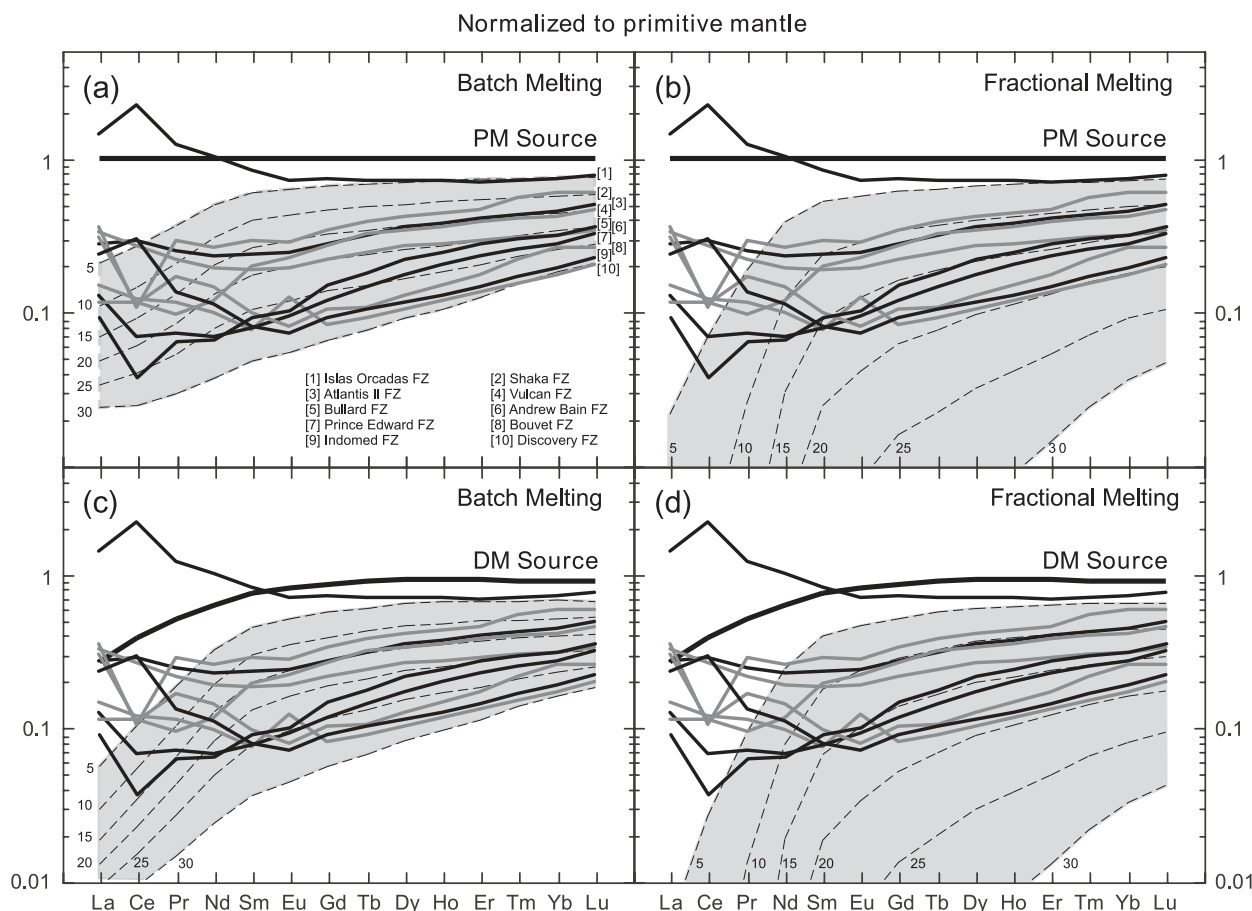 Normalized to primitive mantle
(a)
Batch Melting
PM Source
1
0.1
[1]
[2]
[3]
[4]
[5]
[6]
[7]
[8]
[9]
[10]
5
10
15
20
25
30
[1] Islas Orcadas FZ
[2] Shaka FZ
[3] Atlantis II FZ
[4] Vulcan FZ
[5] Bullard FZ
[6] Andrew Bain FZ
[7] Prince Edward FZ
[8] Bouvet FZ
[9] Indomed FZ
[10] Discovery FZ
(b)
Fractional Melting
PM Source
1
0.1
5
10
15
20
25
30
(c)
Batch Melting
DM Source
1
0.1
0.01
5
10
15
20
25
30
La Ce Pr Nd Sm Eu Gd Tb Dy Ho Er Tm Yb Lu
(d)
Fractional Melting
DM Source
1
0.1
0.01
5
10
15
20
25
30
La Ce Pr Nd Sm Eu Gd Tb Dy Ho Er Tm Yb Lu